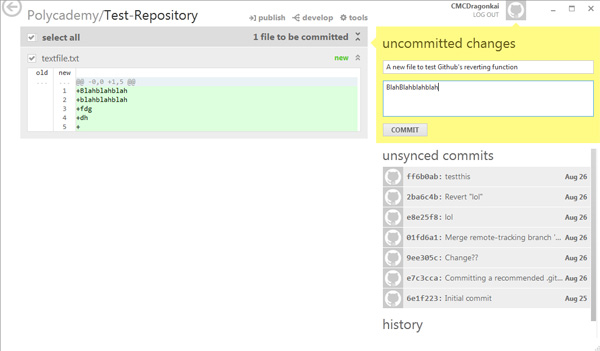 Polycademy/Test-Repository
publish
develop
tools
CMCDragonkai
LOG OUT
select all
1 file to be committed
textfile.txt
new
old new
... ... @@ -0,0 +1,5 @@
1 +Blahblahblah
2 +blahblahblah
3 +fdg
4 +dh
5 +
uncommitted changes
A new file to test Github's reverting function
BlahBlahblahblah
COMMIT
unsynced commits
ff6b0ab: testthis Aug 26
2ba6c4b: Revert "lol" Aug 26
e8e25f8: lol Aug 26
01fd6a1: Merge remote-tracking branch '... Aug 26
9ee305c: Change?? Aug 26
e7c3cca: Committing a recommended .git... Aug 26
6e1f223: Initial commit Aug 25
history